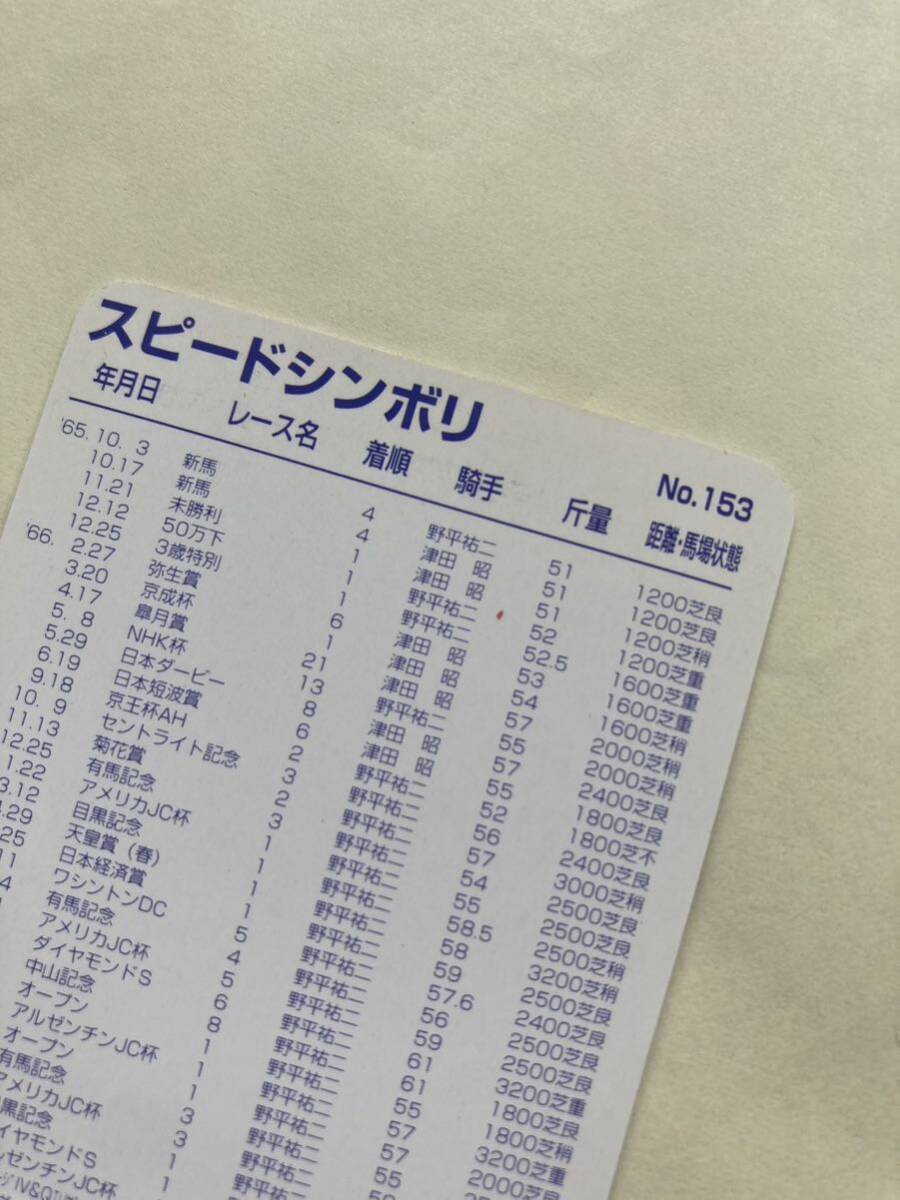 スピードシンボリ
No.153
年月日 レース名 着順 騎手 斤量 距離・馬場状態
'65. 10. 3 新馬 4 野平祐二 51 1200芝良
10.17 新馬 4 津田 昭 51 1200芝良
11.21 未勝利 1 津田 昭 51 1200芝稍
12.12 50万下 1 野平祐二 52 1200芝重
12.25 3歳特別 1 野平祐二 52.5 1600芝重
'66. 2.27 弥生賞 6 津田 昭 53 1600芝重
3.20 京成杯 1 津田 昭 54 1600芝稍
4.17 皐月賞 21 津田 昭 57 2000芝稍
5. 8 NHK杯 13 野平祐二 55 2000芝稍
5.29 日本ダービー 8 津田 昭 57 2400芝良
6.19 日本短波賞 6 津田 昭 55 1800芝良
9.18 京王杯AH 2 野平祐二 52 1800芝不
10. 9 セントライト記念 3 野平祐二 56 2400芝良
11.13 菊花賞 2 野平祐二 57 3000芝稍
12.25 有馬記念 3 野平祐二 54 2500芝良
1.22 アメリカJC杯 1 野平祐二 55 2500芝良
3.12 目黒記念 1 野平祐二 58.5 2500芝稍
.29 天皇賞（春） 1 野平祐二 58 3200芝稍
25 日本経済賞 1 野平祐二 59 2500芝良
11 ワシントンDC 5 野平祐二 57.6 2400芝良
4 有馬記念 4 野平祐二 56 2500芝良
アメリカJC杯 5 野平祐二 59 2500芝良
ダイヤモンドS 6 野平祐二 61 3200芝重
中山記念 8 野平祐二 61 1800芝良
オープン 1 野平祐二 55 1800芝稍
アルゼンチンJC杯 1 野平祐二 57 3200芝重
オープン 1 野平祐二 57 2000芝良
有馬記念 3 野平祐二 55 2500
アメリカJC杯 3 野平祐二
黒記念 1
イヤモンドS 1
ゼンチンJC杯